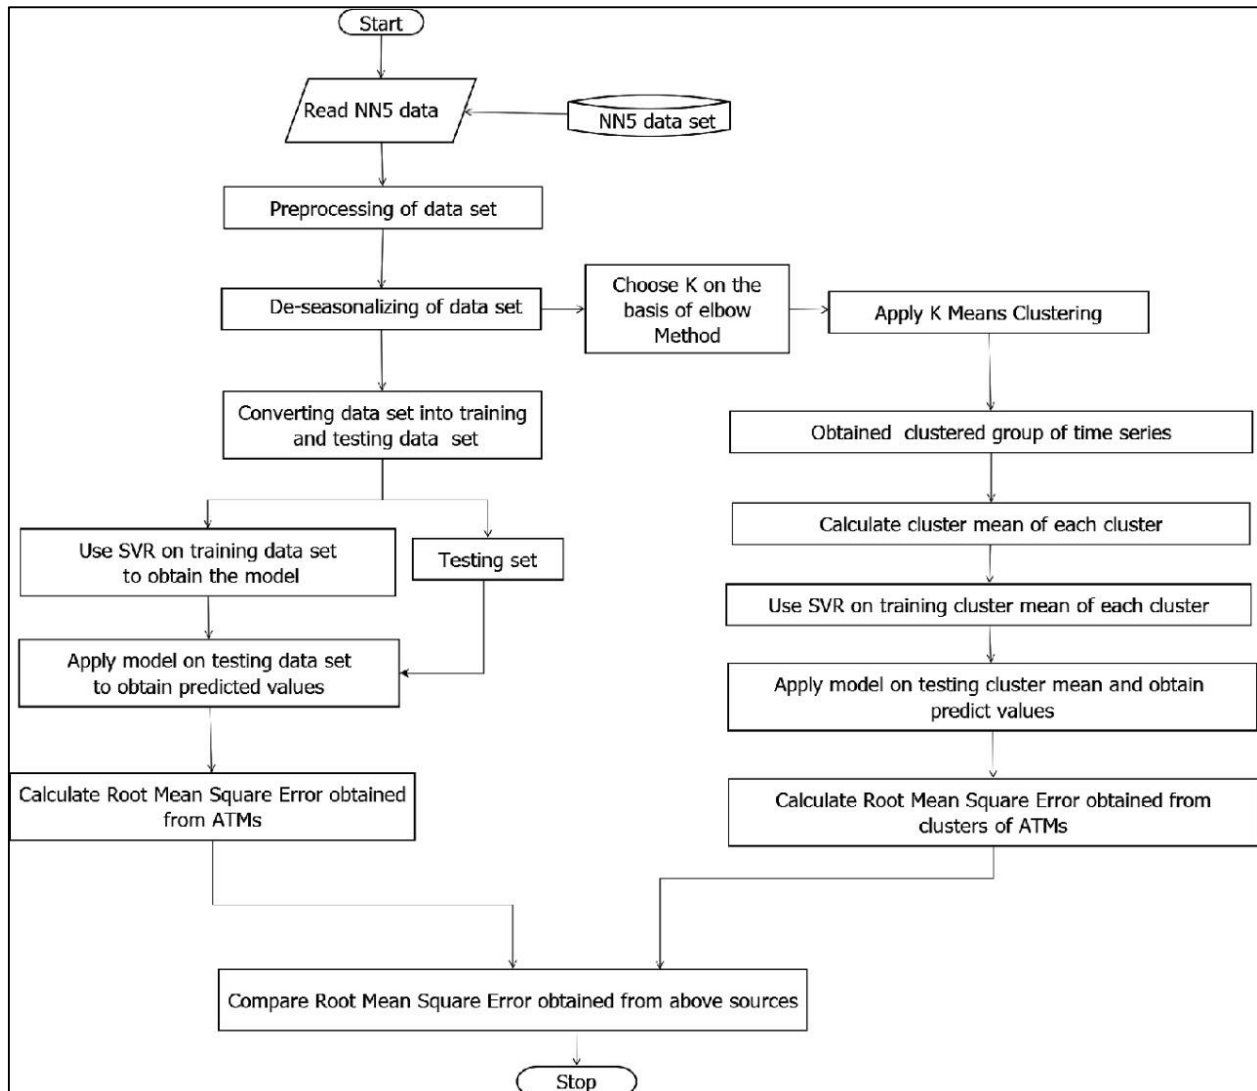 Start
Read NN5 data
NN5 data set
Preprocessing of data set
De-seasonalizing of data set
Choose K on the
basis of elbow
Method
Apply K Means Clustering
Converting data set into training
and testing data set
Obtained clustered group of time series
Use SVR on training data set
to obtain the model
Testing set
Calculate cluster mean of each cluster
Use SVR on training cluster mean of each cluster
Apply model on testing data set
to obtain predicted values
Apply model on testing cluster mean and obtain
predict values
Calculate Root Mean Square Error obtained
from ATMs
Calculate Root Mean Square Error obtained from
clusters of ATMs
Compare Root Mean Square Error obtained from above sources
Stop